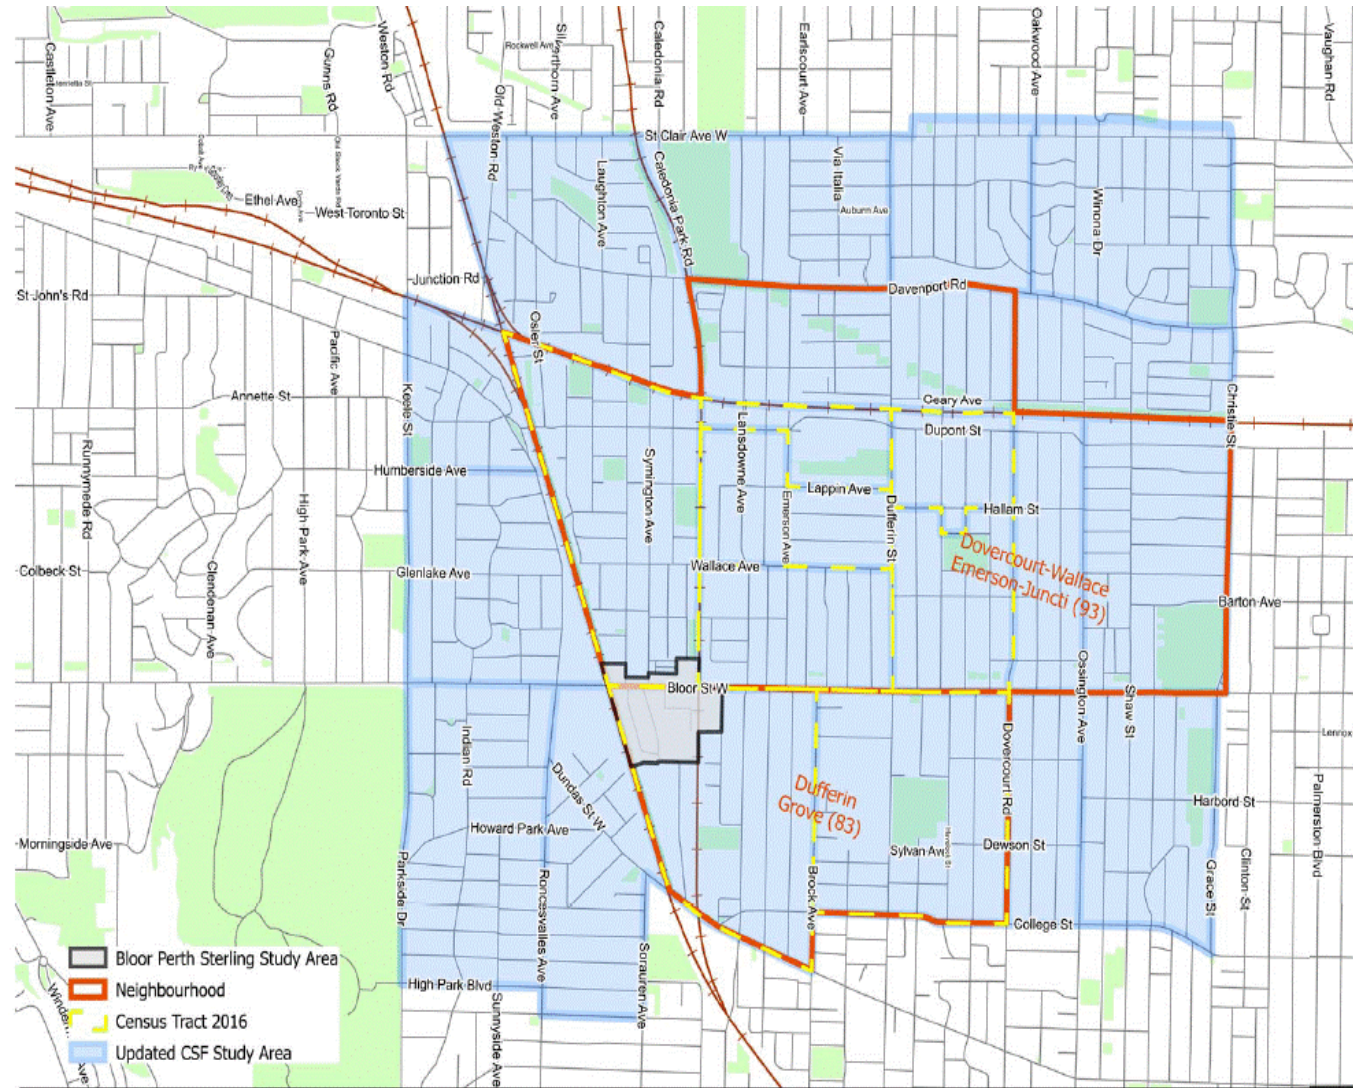 Castleton Ave
Gunns Rd
Weston Rd
Old Weston Rd
Rockwell Ave
Silverthorn Ave
Caledonia Rd
Earlscourt Ave
Oakwood Ave
Vaughan Rd
Henrietta St
St Clair Ave W
Old Stock Yards Rd
Ethel Ave
West Toronto St
Laughton Ave
Caledonia Park Rd
Via Italia
Auburn Ave
Winona Dr
Junction Rd
St John's Rd
Davenport Rd
Osler St
Pacific Ave
Annette St
Keele St
Geary Ave
Christie St
Runnymede Rd
Humberside Ave
Symington Ave
Lansdowne Ave
Dupont St
Lappin Ave
Emerson Ave
Dufferin St
Hallam St
High Park Ave
Colbeck St
Clendenan Ave
Glenlake Ave
Wallace Ave
Dovercourt-Wallace
Emerson-Juncti (93)
Barton Ave
Bloor St W
Ossington Ave
Shaw St
Indian Rd
Dundas St W
Dovercourt Rd
Lennox
Dufferin
Grove (83)
Harbord St
Palmerston Blvd
Morningside Ave
Howard Park Ave
Sylvan Ave
Dewson St
Parkside Dr
Roncesvalles Ave
Brock Ave
Grace St
Clinton St
College St
Sorauren Ave
High Park Blvd
Sunnyside Ave
Bloor Perth Sterling Study Area
Neighbourhood
Census Tract 2016
Updated CSF Study Area